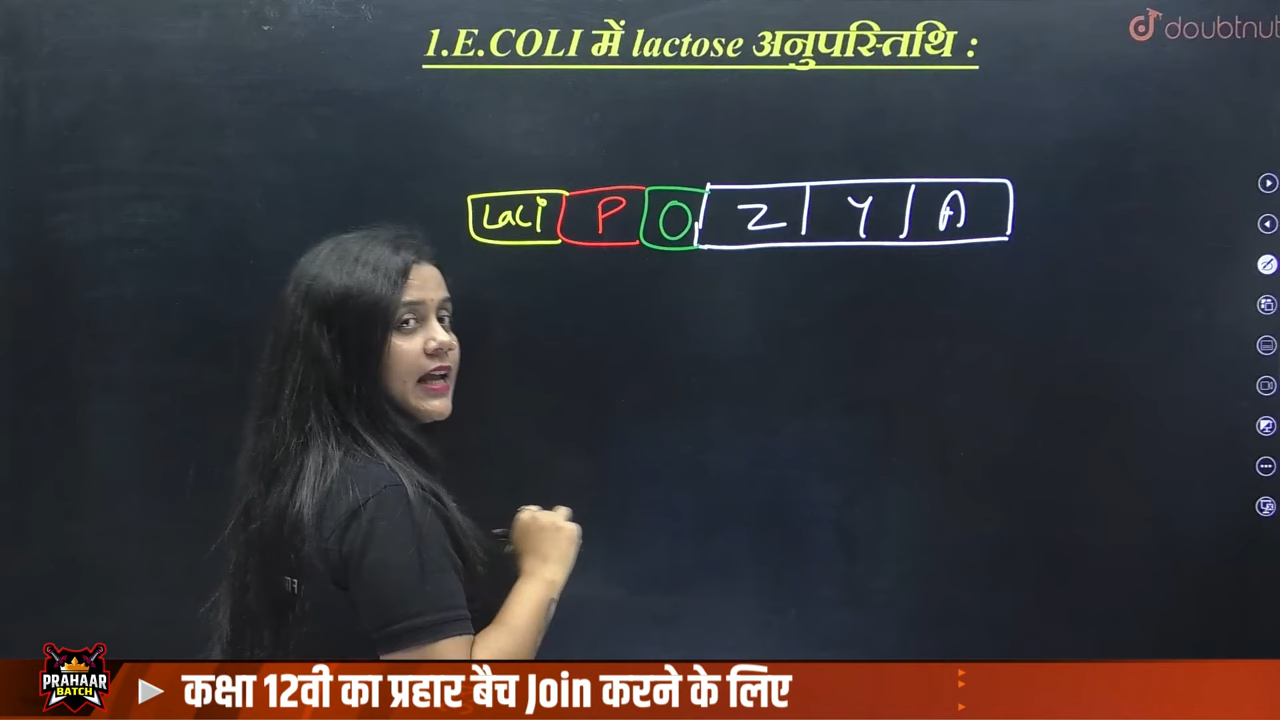 1.E.COLI में lactose अनुपस्तिथि :
doubtnut
Laci P O Z Y A
PRAHAAR
BATCH
कक्षा 12वी का प्रहार बैच Join करने के लिए